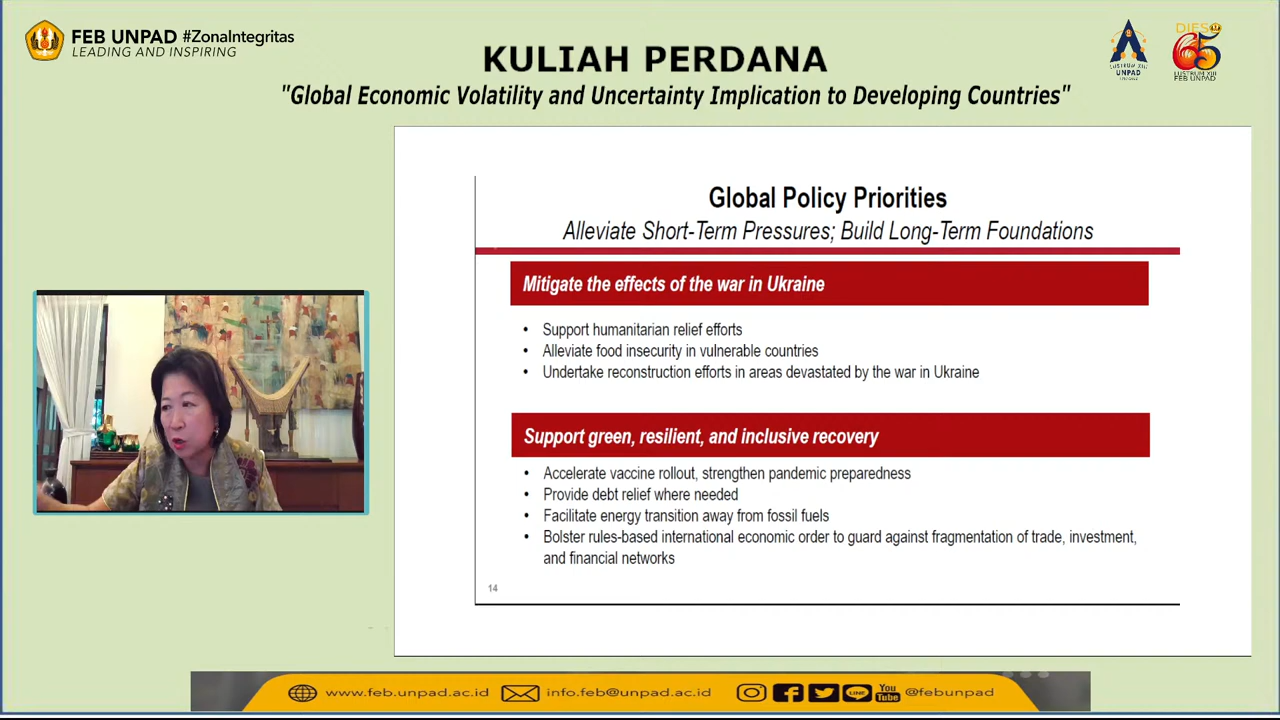 FEB UNPAD #ZonaIntegritas
LEADING AND INSPIRING
KULIAH PERDANA
"Global Economic Volatility and Uncertainty Implication to Developing Countries"
LUSTRUM XIII
UNPAD
DIES
65
LUSTRUM XIII
FEB UNPAD
Global Policy Priorities
Alleviate Short-Term Pressures; Build Long-Term Foundations
Mitigate the effects of the war in Ukraine
• Support humanitarian relief efforts
• Alleviate food insecurity in vulnerable countries
• Undertake reconstruction efforts in areas devastated by the war in Ukraine
Support green, resilient, and inclusive recovery
• Accelerate vaccine rollout, strengthen pandemic preparedness
• Provide debt relief where needed
• Facilitate energy transition away from fossil fuels
• Bolster rules-based international economic order to guard against fragmentation of trade, investment,
and financial networks
14
www.feb.unpad.ac.id
info.feb@unpad.ac.id
LINE
You
Tube
@febunpad